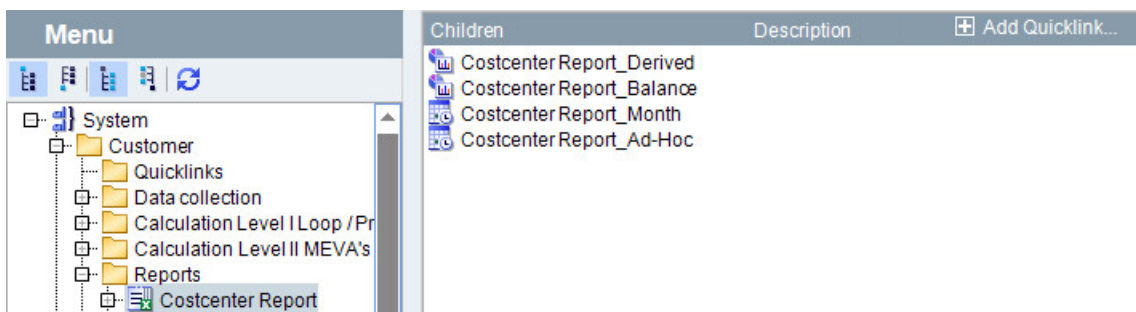 Menu
System
Customer
Quicklinks
Data collection
Calculation Level I Loop / Pr
Calculation Level II MEVA's
Reports
Costcenter Report
Children Description Add Quicklink...
Costcenter Report_Derived
Costcenter Report_Balance
Costcenter Report_Month
Costcenter Report_Ad-Hoc